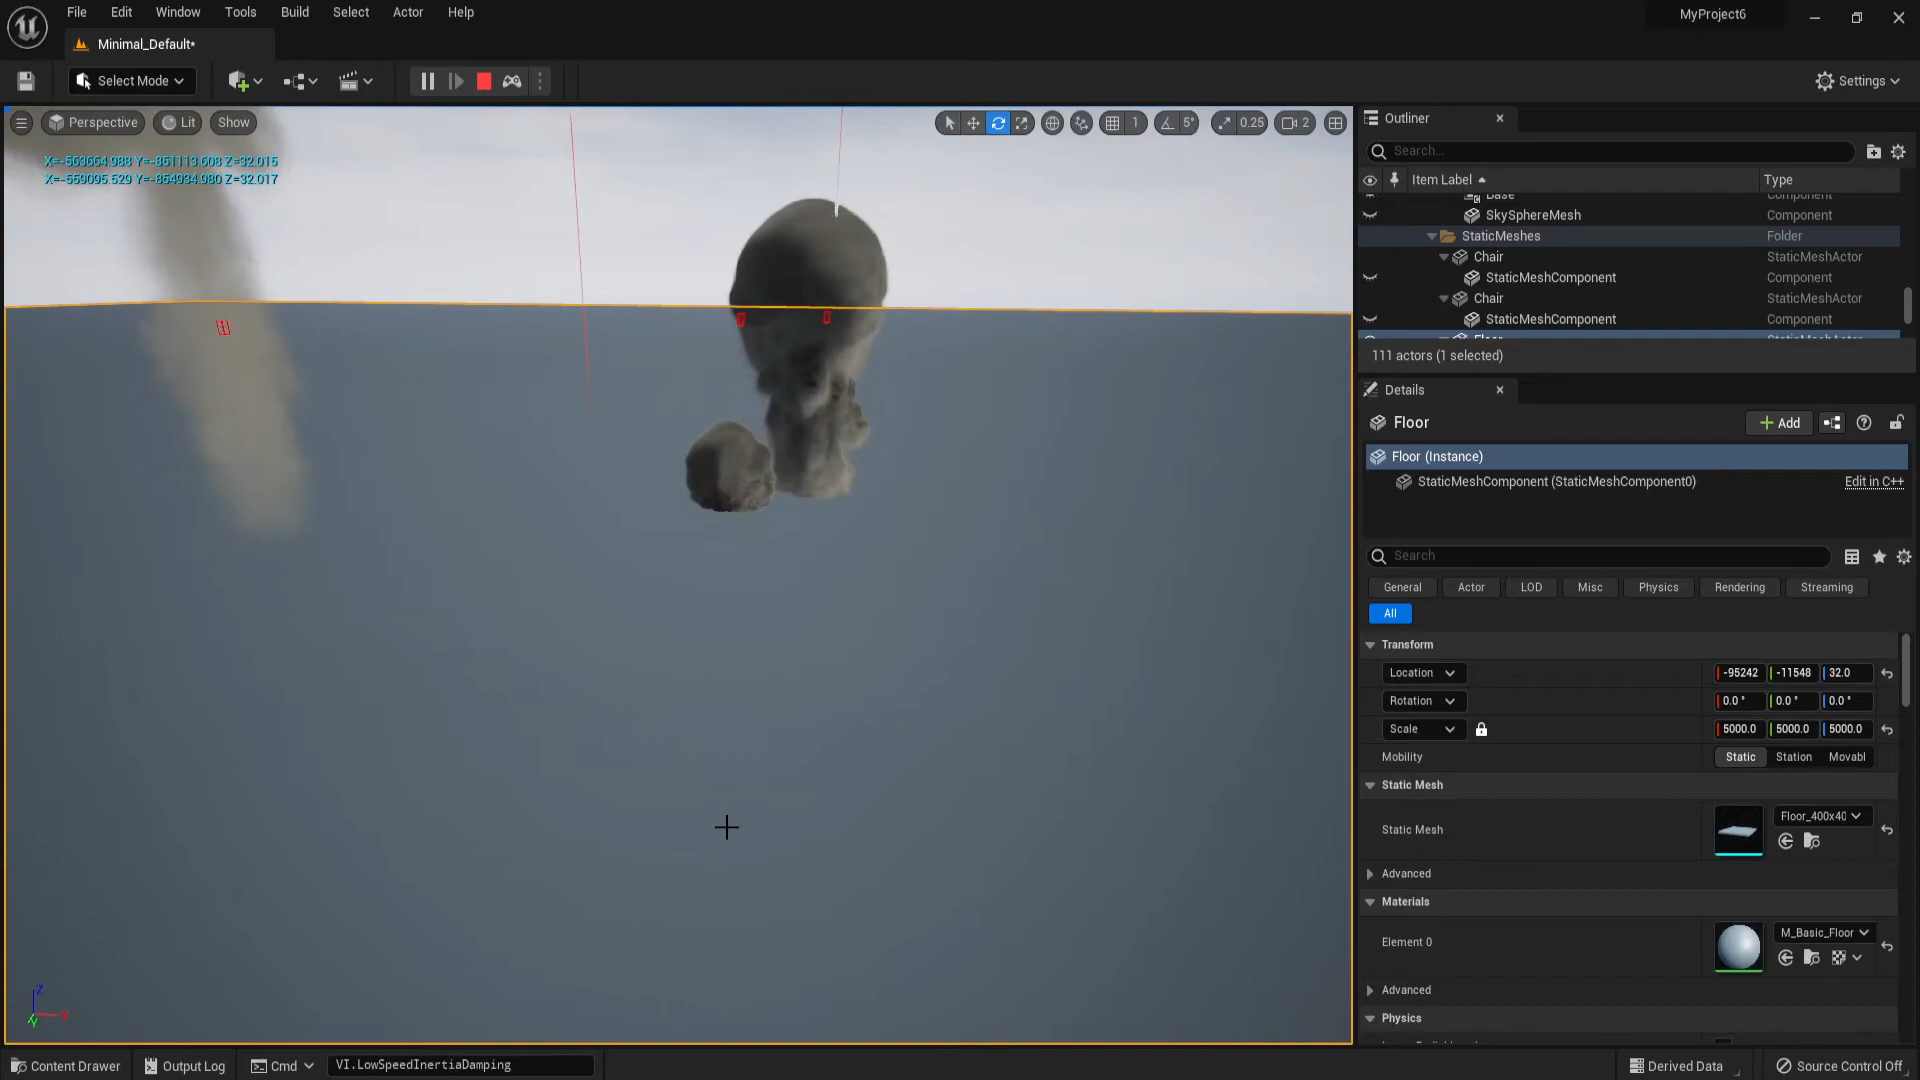 File Edit Window Tools Build Select Actor Help
MyProject6
Minimal_Default*
Select Mode
Settings
Perspective Lit Show
1 5° 0.25 2
X=-563664.988 Y=-851113.608 Z=32.015
X=-559095.529 Y=-854934.980 Z=32.017
Outliner
Search...
Item Label Type
Base Component
SkySphereMesh Component
StaticMeshes Folder
Chair StaticMeshActor
StaticMeshComponent Component
Chair StaticMeshActor
StaticMeshComponent Component
Floor StaticMeshActor
111 actors (1 selected)
Details
Floor
Add
Floor (Instance)
StaticMeshComponent (StaticMeshComponent0) Edit in C++
Search
General Actor LOD Misc Physics Rendering Streaming
All
Transform
Location -95242 -11548 32.0
Rotation 0.0 ° 0.0 ° 0.0 °
Scale 5000.0 5000.0 5000.0
Mobility Static Station Movabl
Static Mesh
Static Mesh Floor_400x40
Advanced
Materials
Element 0 M_Basic_Floor
Advanced
Physics
Z
X
Y
Content Drawer Output Log Cmd VI.LowSpeedInertiaDamping
Derived Data Source Control Off